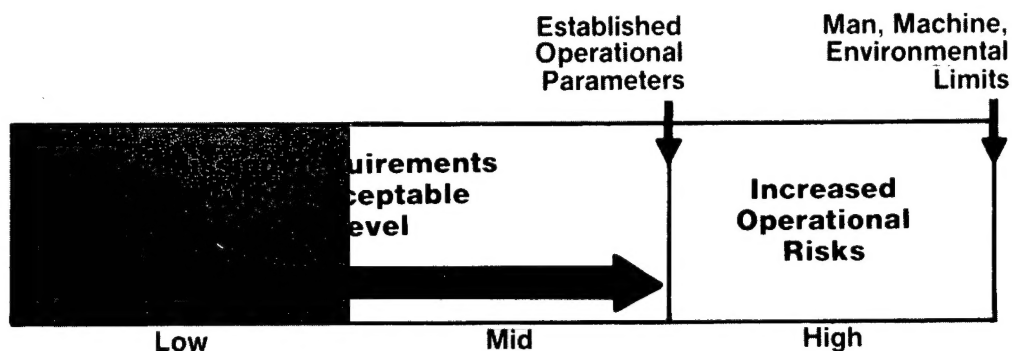 Established
Operational
Parameters
Man, Machine,
Environmental
Limits
uirements
ceptable
evel
Increased
Operational
Risks
Low
Mid
High